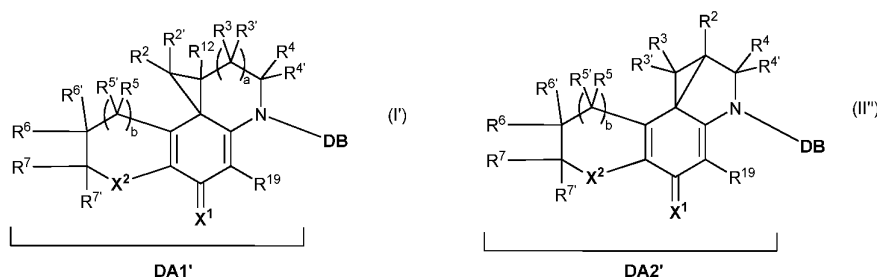 R2' R3 R3'
R2 R12 R4
R5' R5 a R4'
R6' b N
R6 DB (I')
R7 X2 R19
R7' X1
DA1'
R2
R3 R4
R3' R4'
R5' R5
R6' b N
R6 DB (II")
R7 X2 R19
R7' X1
DA2'